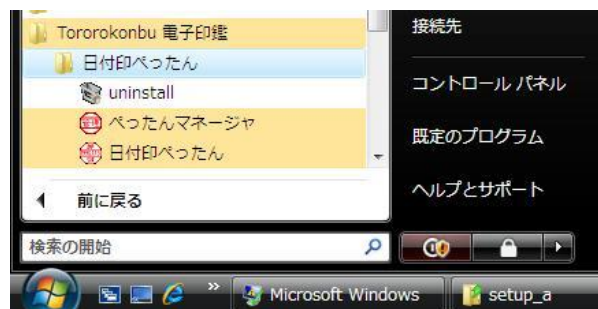 Tororokonbu 電子印鑑
日付印ぺったん
uninstall
ぺったんマネージャ
日付印ぺったん
前に戻る
検索の開始
接続先
コントロール パネル
既定のプログラム
ヘルプとサポート
Microsoft Windows
setup_a